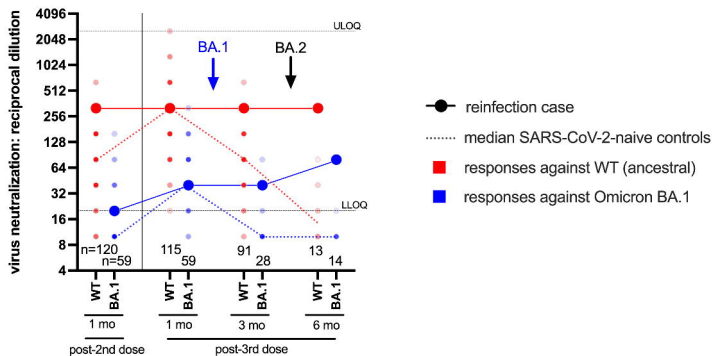 virus neutralization: reciprocal dilution
4096
2048
1024
512
256
128
64
32
16
8
4
ULOQ
LLOQ
BA.1
BA.2
n=120
n=59
115
59
91
28
13
14
WT
BA.1
WT
BA.1
WT
BA.1
WT
BA.1
1 mo
1 mo
3 mo
6 mo
post-2nd dose
post-3rd dose
reinfection case
median SARS-CoV-2-naive controls
responses against WT (ancestral)
responses against Omicron BA.1